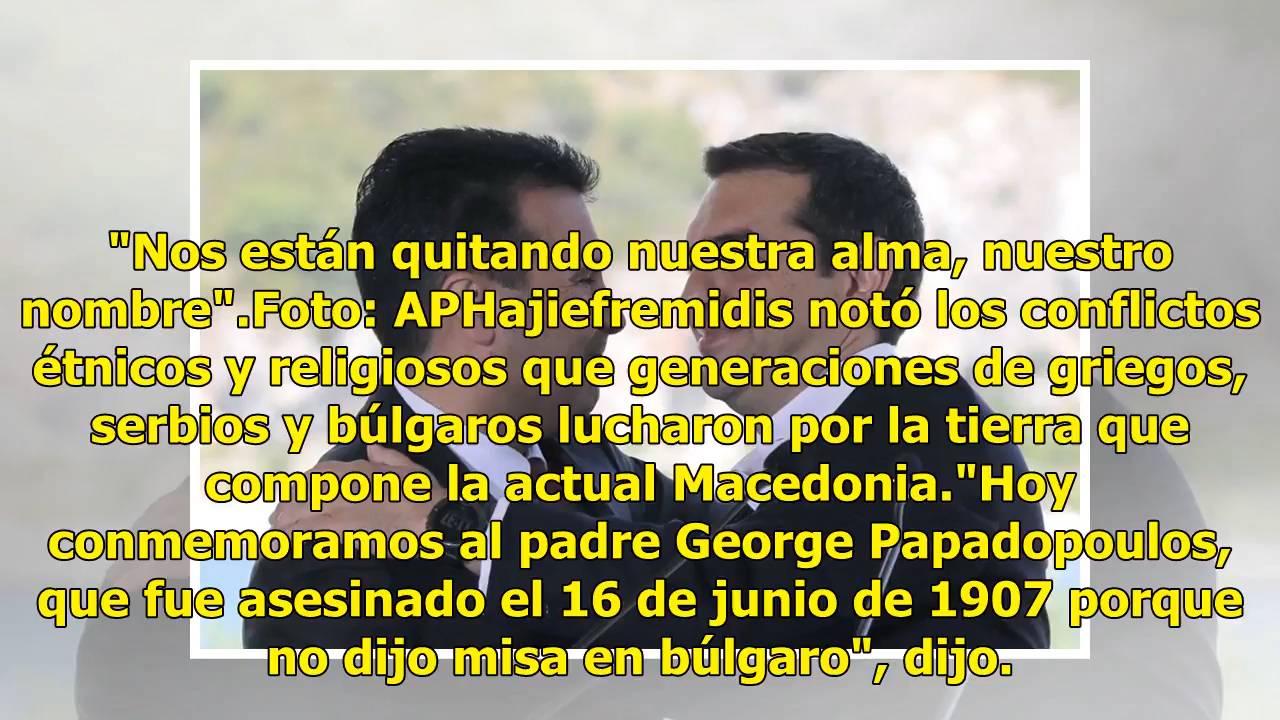 "Nos están quitando nuestra alma, nuestro
nombre".Foto: APHajiefremidis notó los conflictos
étnicos y religiosos que generaciones de griegos,
serbios y búlgaros lucharon por la tierra que
compone la actual Macedonia."Hoy
conmemoramos al padre George Papadopoulos,
que fue asesinado el 16 de junio de 1907 porque
no dijo misa en búlgaro", dijo.